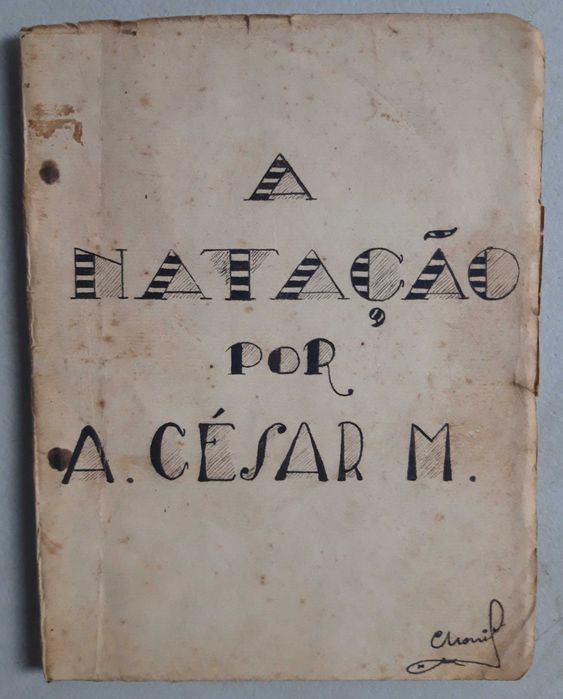 A
NATAÇÃO
POR
A. CÉSAR M.